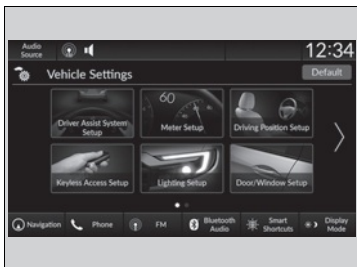 Audio
Source
12:34
Vehicle Settings
Default
60
Driver Assist System
Setup
Meter Setup
Driving Position Setup
Keyless Access Setup
Lighting Setup
Door/Window Setup
Navigation
Phone
FM
Bluetooth
Audio
Smart
Shortcuts
Display
Mode